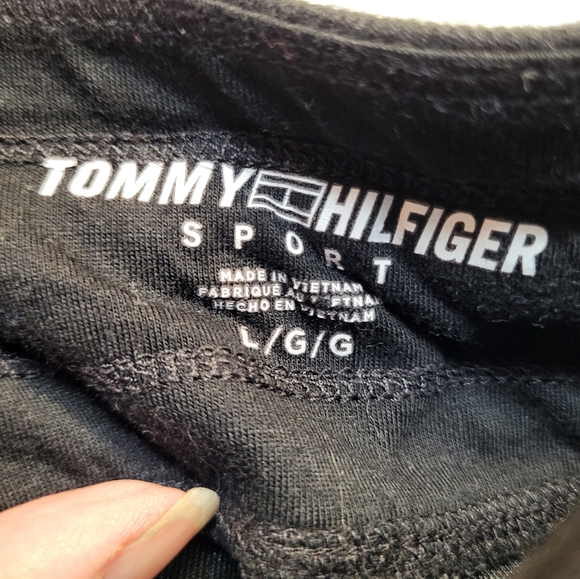 TOMMY HILFIGER
SPORT
MADE IN VIETNAM
FABRIQUÉ AU VIETNAM
HECHO EN VIETNAM
L/G/G